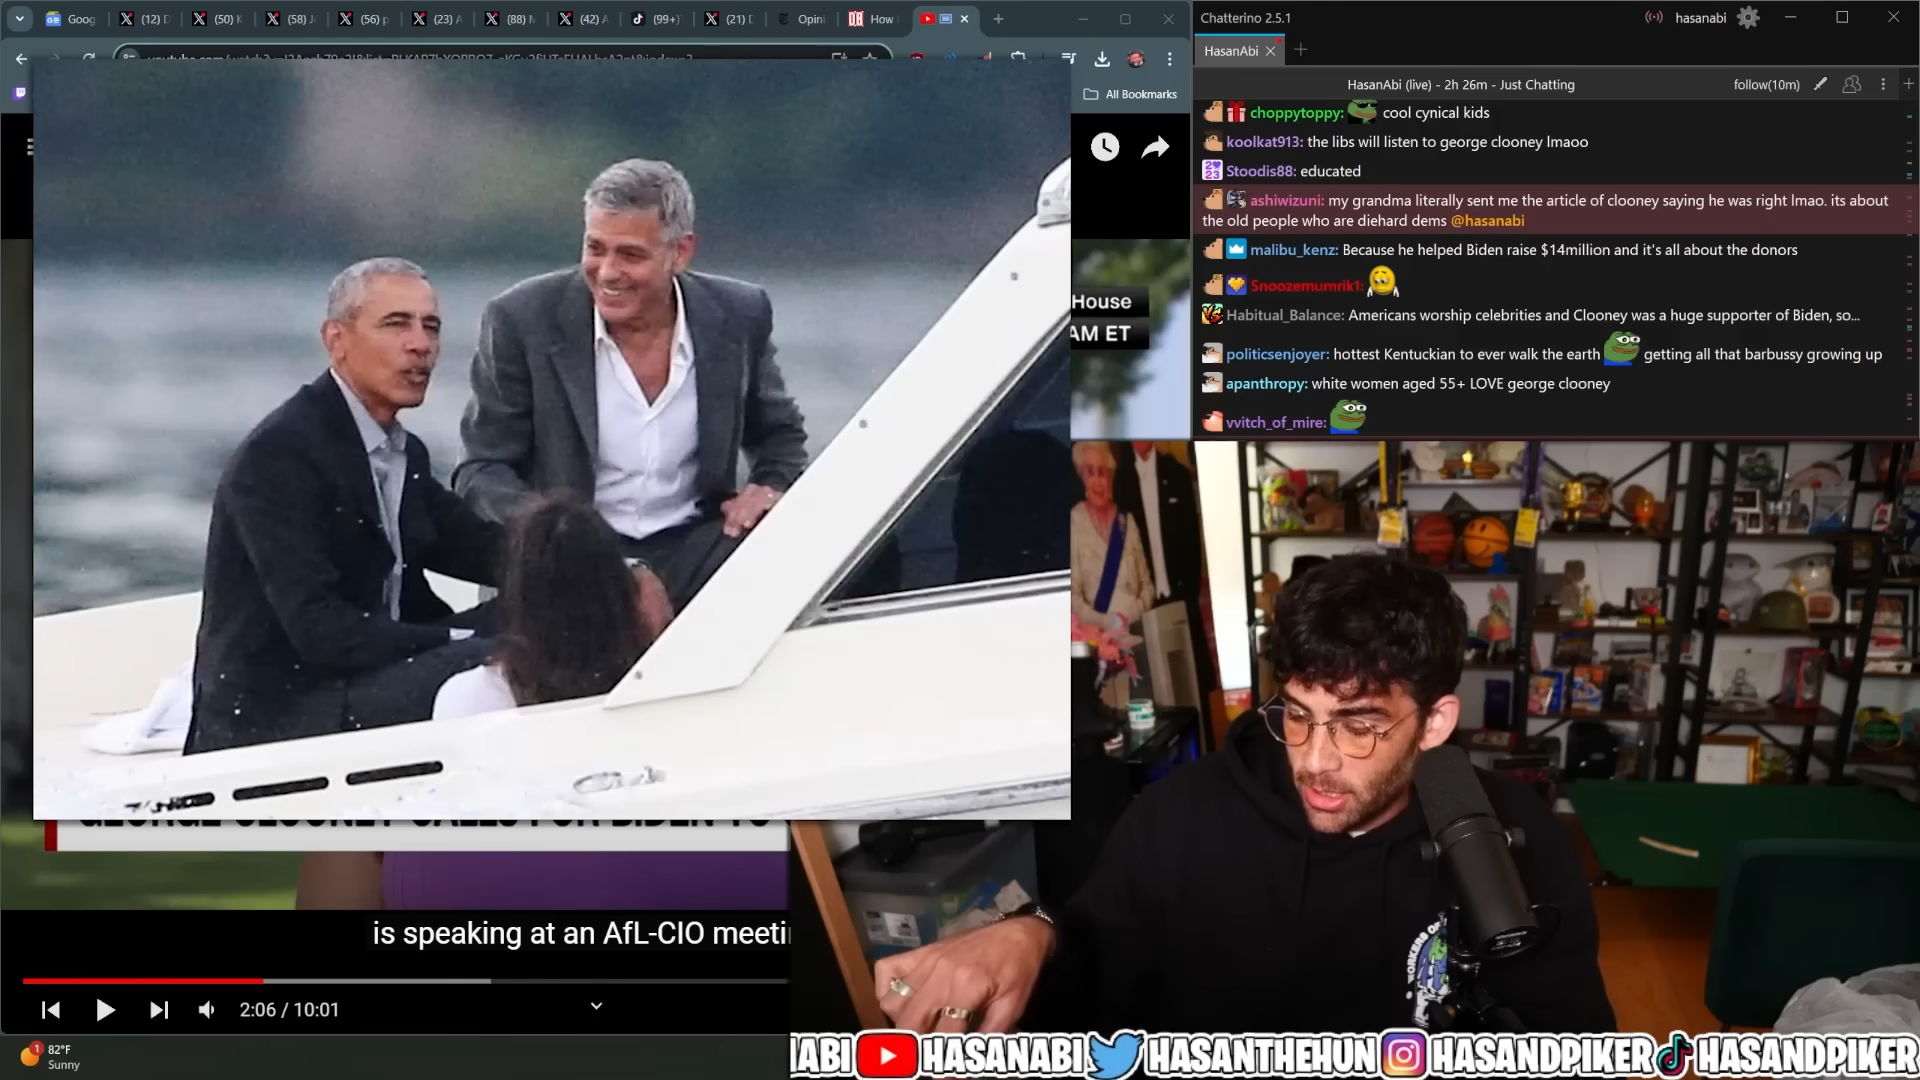 Goog
(12) D
(50) K
(58) J
(56) p
(23) A
(88) M
(42) A
(99+)
(21) D
Opini
How
All Bookmarks
House
AM ET
is speaking at an AfL-CIO meeti
2:06 / 10:01
1
82°F
Sunny
Chatterino 2.5.1
hasanabi
HasanAbi
HasanAbi (live) - 2h 26m - Just Chatting
follow(10m)
choppytoppy: cool cynical kids
koolkat913: the libs will listen to george clooney lmaoo
Stoodis88: educated
ashiwizuni: my grandma literally sent me the article of clooney saying he was right lmao. its about
the old people who are diehard dems @hasanabi
malibu_kenz: Because he helped Biden raise $14million and it's all about the donors
Snoozemumrik1:
Habitual_Balance: Americans worship celebrities and Clooney was a huge supporter of Biden, so...
politicsenjoyer: hottest Kentuckian to ever walk the earth getting all that barbussy growing up
apanthropy: white women aged 55+ LOVE george clooney
vvitch_of_mire:
WORKERS OF
ABI HASANABI HASANTHEHUN HASANDPIKER HASANDPIKER